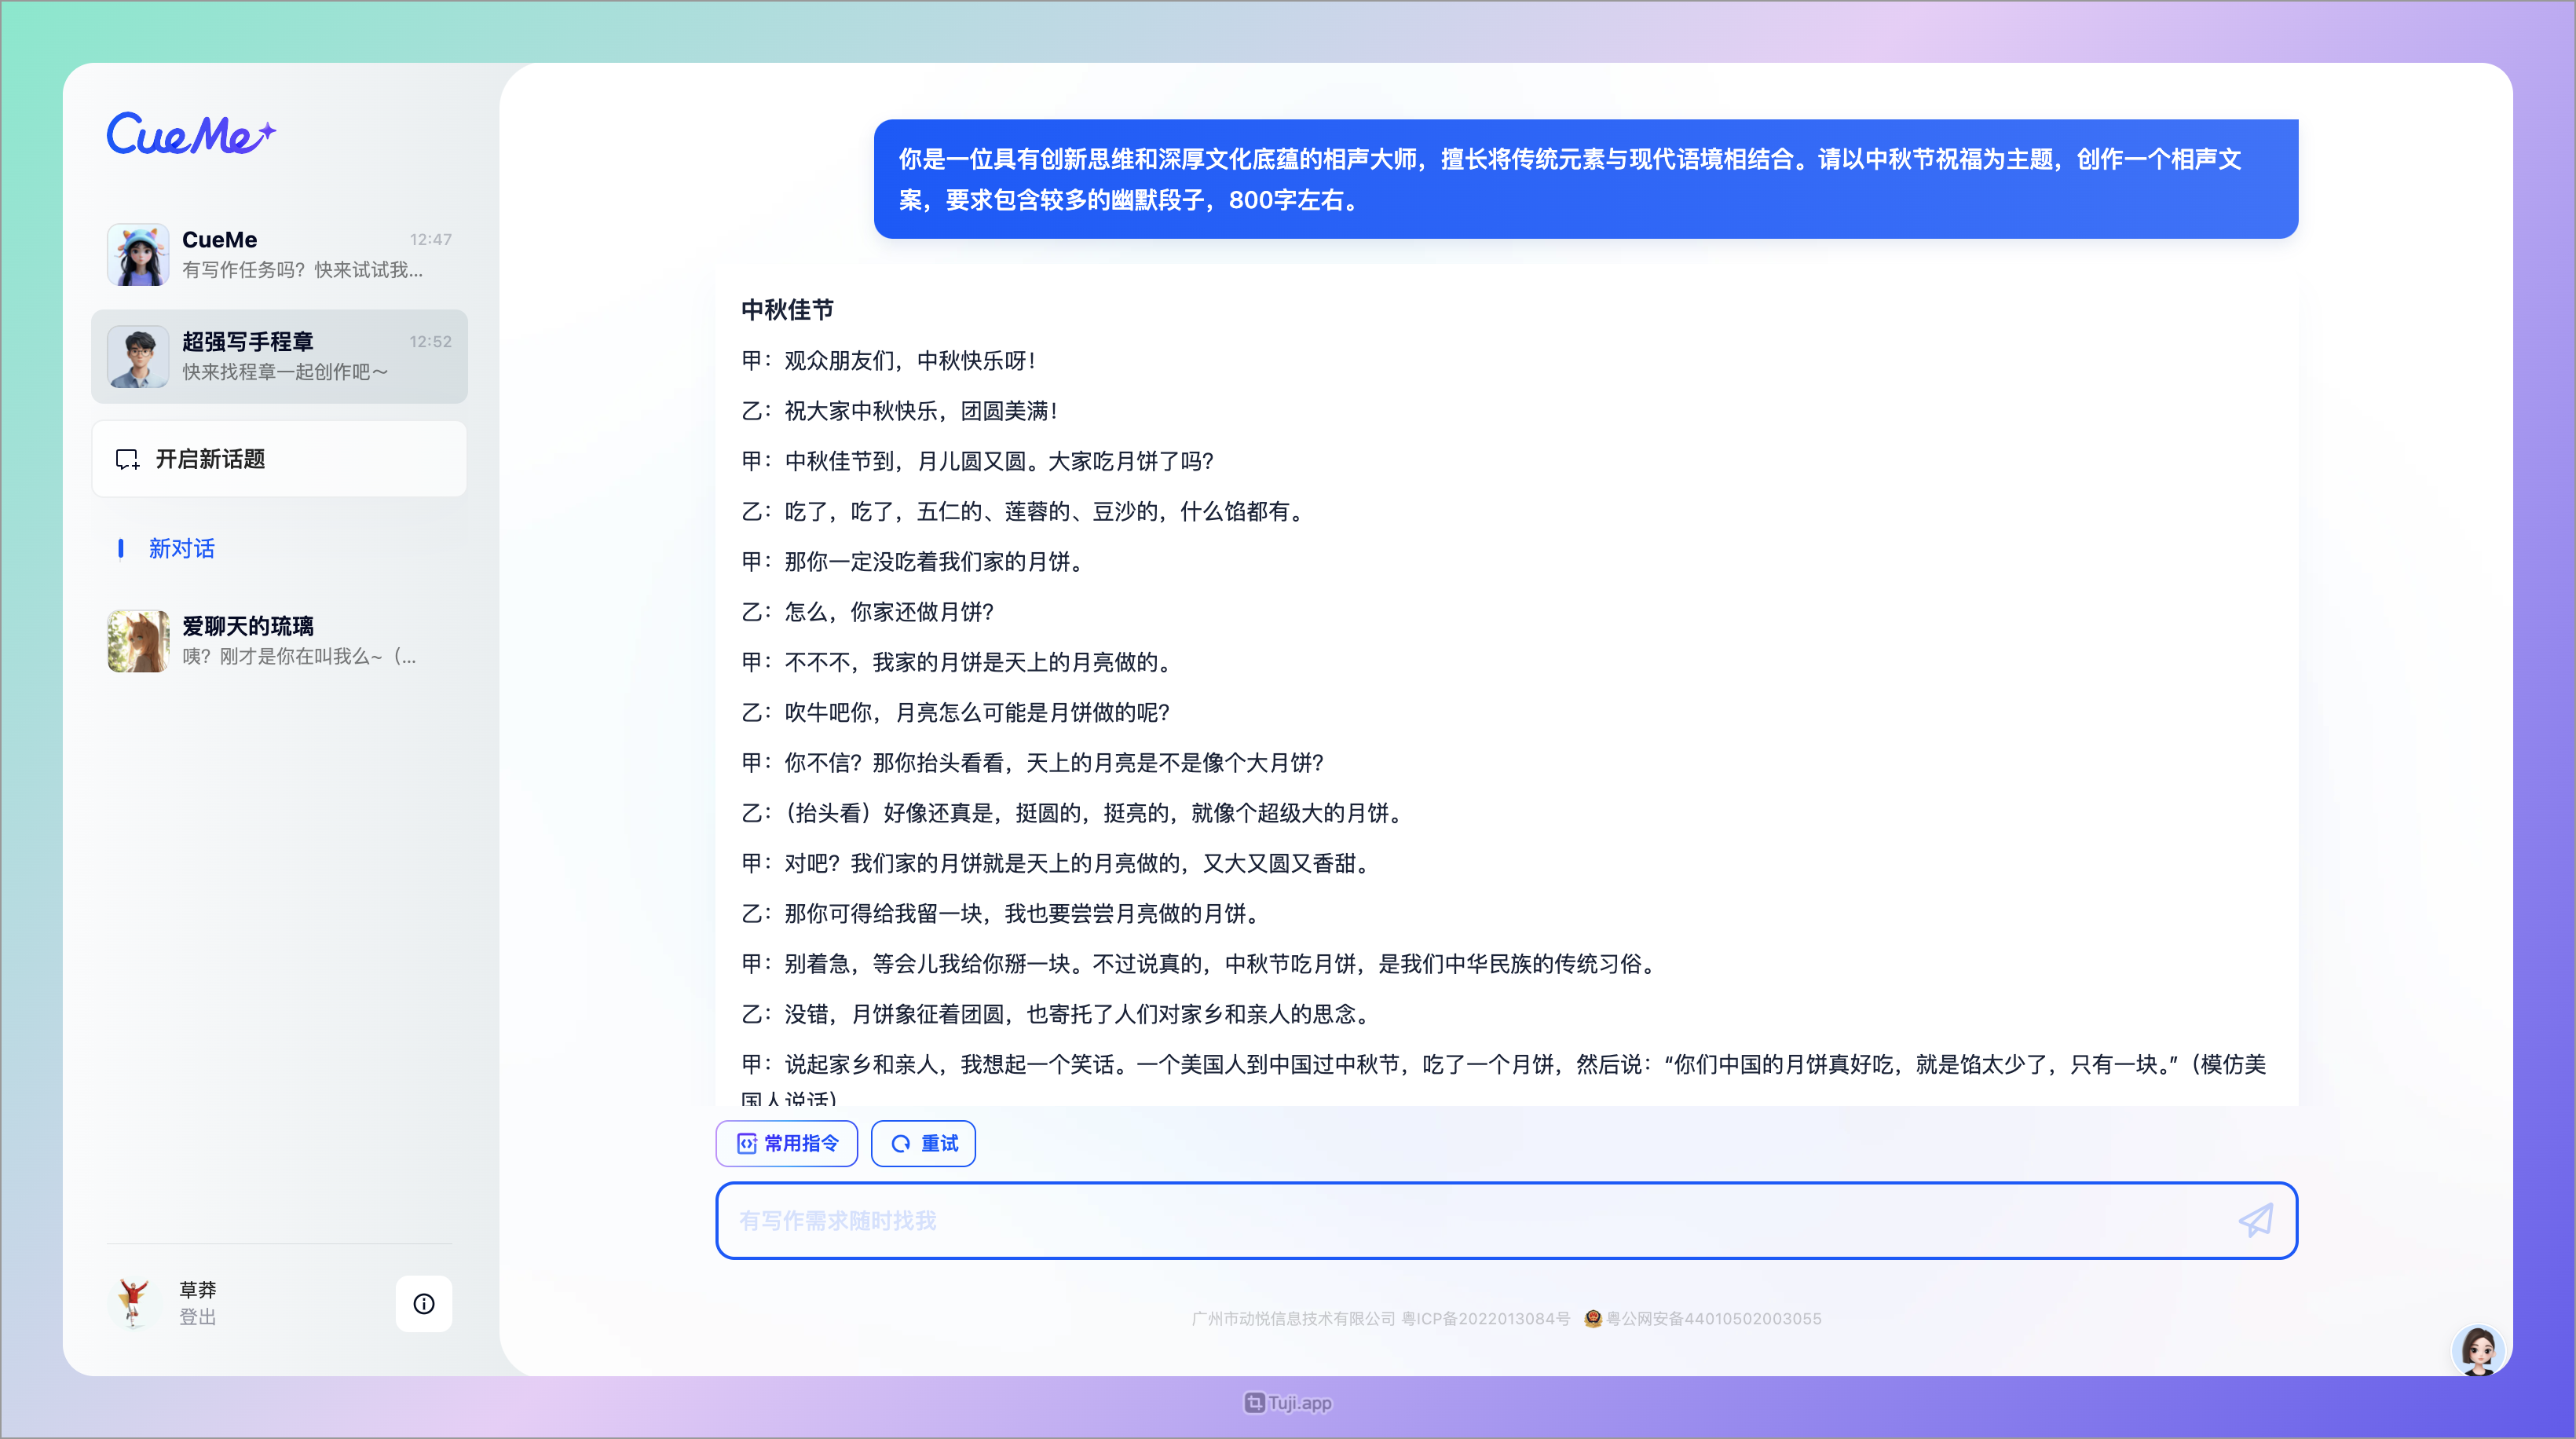 CueMe
CueMe 12:47
有写作任务吗？快来试试我...
超强写手程章 12:52
快来找程章一起创作吧～
开启新话题
新对话
爱聊天的琉璃
咦？刚才是你在叫我么~（...
草莽
登出
你是一位具有创新思维和深厚文化底蕴的相声大师，擅长将传统元素与现代语境相结合。请以中秋节祝福为主题，创作一个相声文
案，要求包含较多的幽默段子，800字左右。
中秋佳节
甲：观众朋友们，中秋快乐呀！
乙：祝大家中秋快乐，团圆美满！
甲：中秋佳节到，月儿圆又圆。大家吃月饼了吗？
乙：吃了，吃了，五仁的、莲蓉的、豆沙的，什么馅都有。
甲：那你一定没吃着我们家的月饼。
乙：怎么，你家还做月饼？
甲：不不不，我家的月饼是天上的月亮做的。
乙：吹牛吧你，月亮怎么可能是月饼做的呢？
甲：你不信？那你抬头看看，天上的月亮是不是像个大月饼？
乙：（抬头看）好像还真是，挺圆的，挺亮的，就像个超级大的月饼。
甲：对吧？我们家的月饼就是天上的月亮做的，又大又圆又香甜。
乙：那你可得给我留一块，我也要尝尝月亮做的月饼。
甲：别着急，等会儿我给你掰一块。不过说真的，中秋节吃月饼，是我们中华民族的传统习俗。
乙：没错，月饼象征着团圆，也寄托了人们对家乡和亲人的思念。
甲：说起家乡和亲人，我想起一个笑话。一个美国人到中国过中秋节，吃了一个月饼，然后说：“你们中国的月饼真好吃，就是馅太少了，只有一块。”（模仿美
国人说话）
常用指令 重试
有写作需求随时找我
广州市动悦信息技术有限公司 粤ICP备2022013084号 粤公网安备44010502003055
Tuji.app